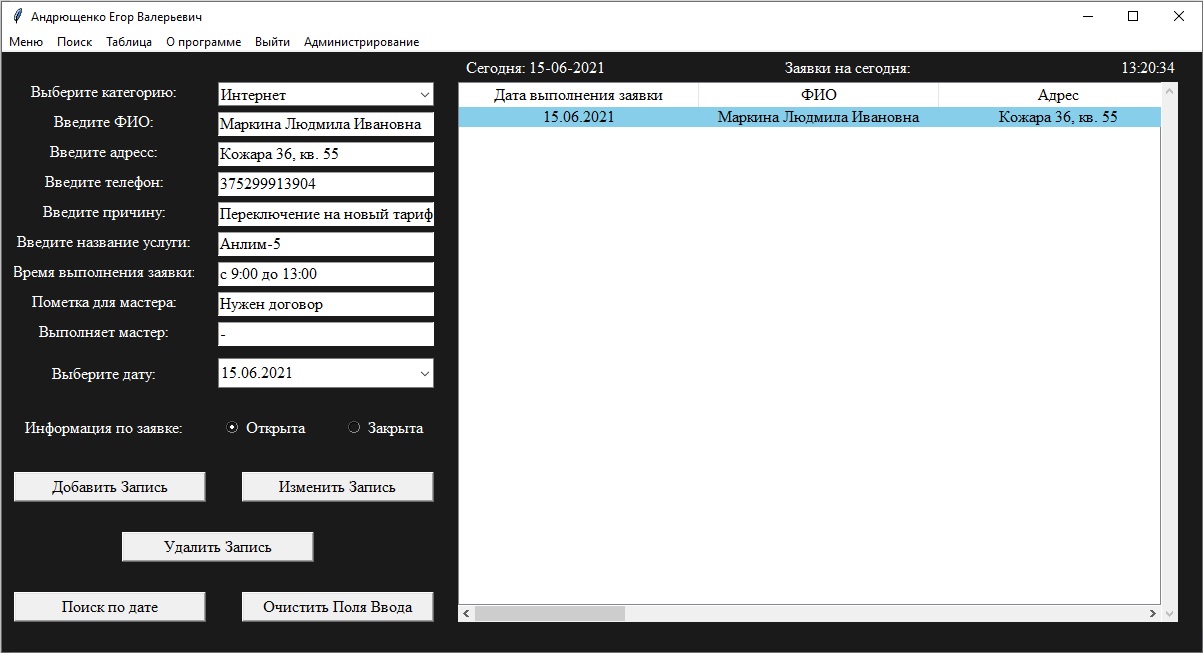 Андрющенко Егор Валерьевич
Меню Поиск Таблица О программе Выйти Администрирование
Сегодня: 15-06-2021 Заявки на сегодня: 13:20:34
Выберите категорию: Интернет
Введите ФИО: Маркина Людмила Ивановна
Введите адресс: Кожара 36, кв. 55
Введите телефон: 375299913904
Введите причину: Переключение на новый тариф
Введите название услуги: Анлим-5
Время выполнения заявки: с 9:00 до 13:00
Пометка для мастера: Нужен договор
Выполняет мастер: -
Выберите дату: 15.06.2021
Информация по заявке: Открыта Закрыта
Добавить Запись Изменить Запись
Удалить Запись
Поиск по дате Очистить Поля Ввода
Дата выполнения заявки ФИО Адрес
15.06.2021 Маркина Людмила Ивановна Кожара 36, кв. 55